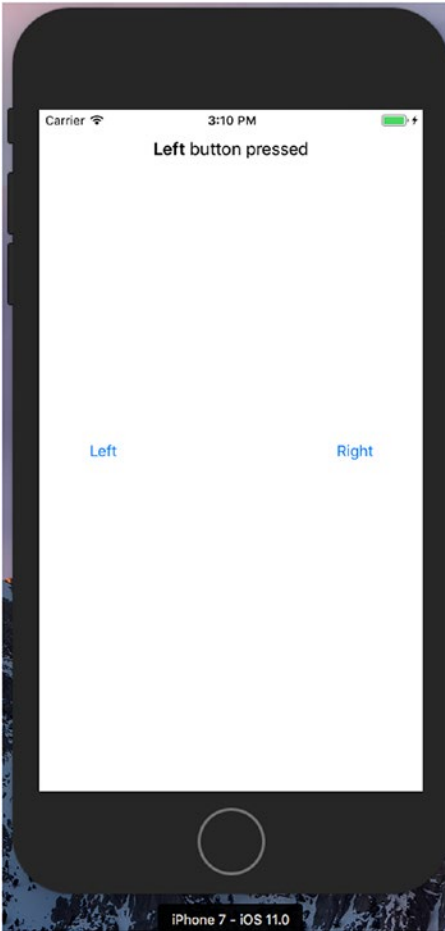 Carrier 3:10 PM
Left button pressed
Left Right
iPhone 7 - iOS 11.0